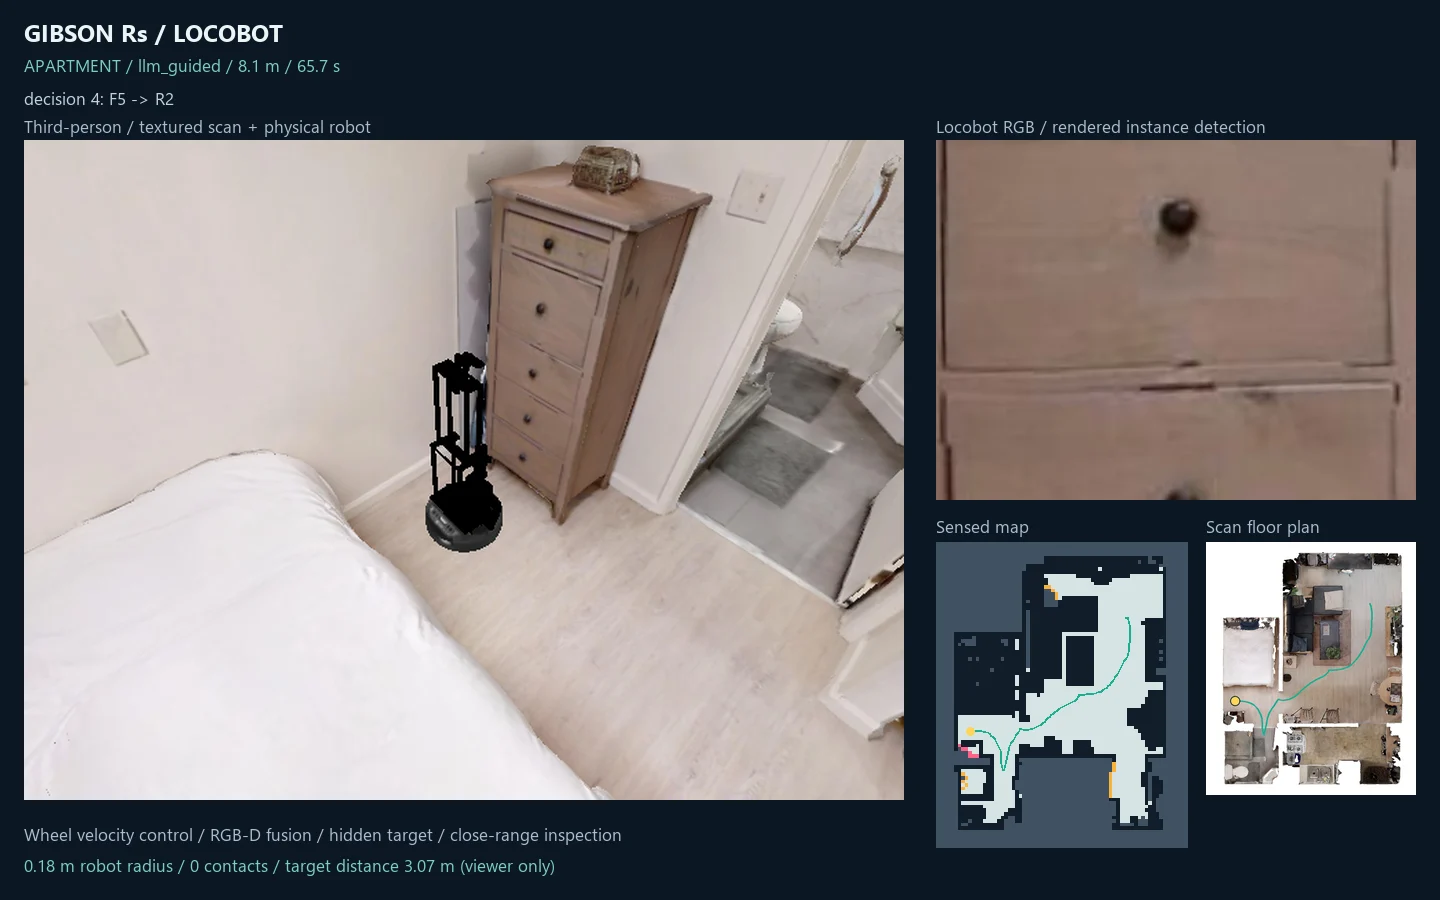 GIBSON Rs / LOCOBOT
APARTMENT / llm_guided / 8.1 m / 65.7 s
decision 4: F5 -> R2
Third-person / textured scan + physical robot
Locobot RGB / rendered instance detection
Sensed map
Scan floor plan
Wheel velocity control / RGB-D fusion / hidden target / close-range inspection
0.18 m robot radius / 0 contacts / target distance 3.07 m (viewer only)